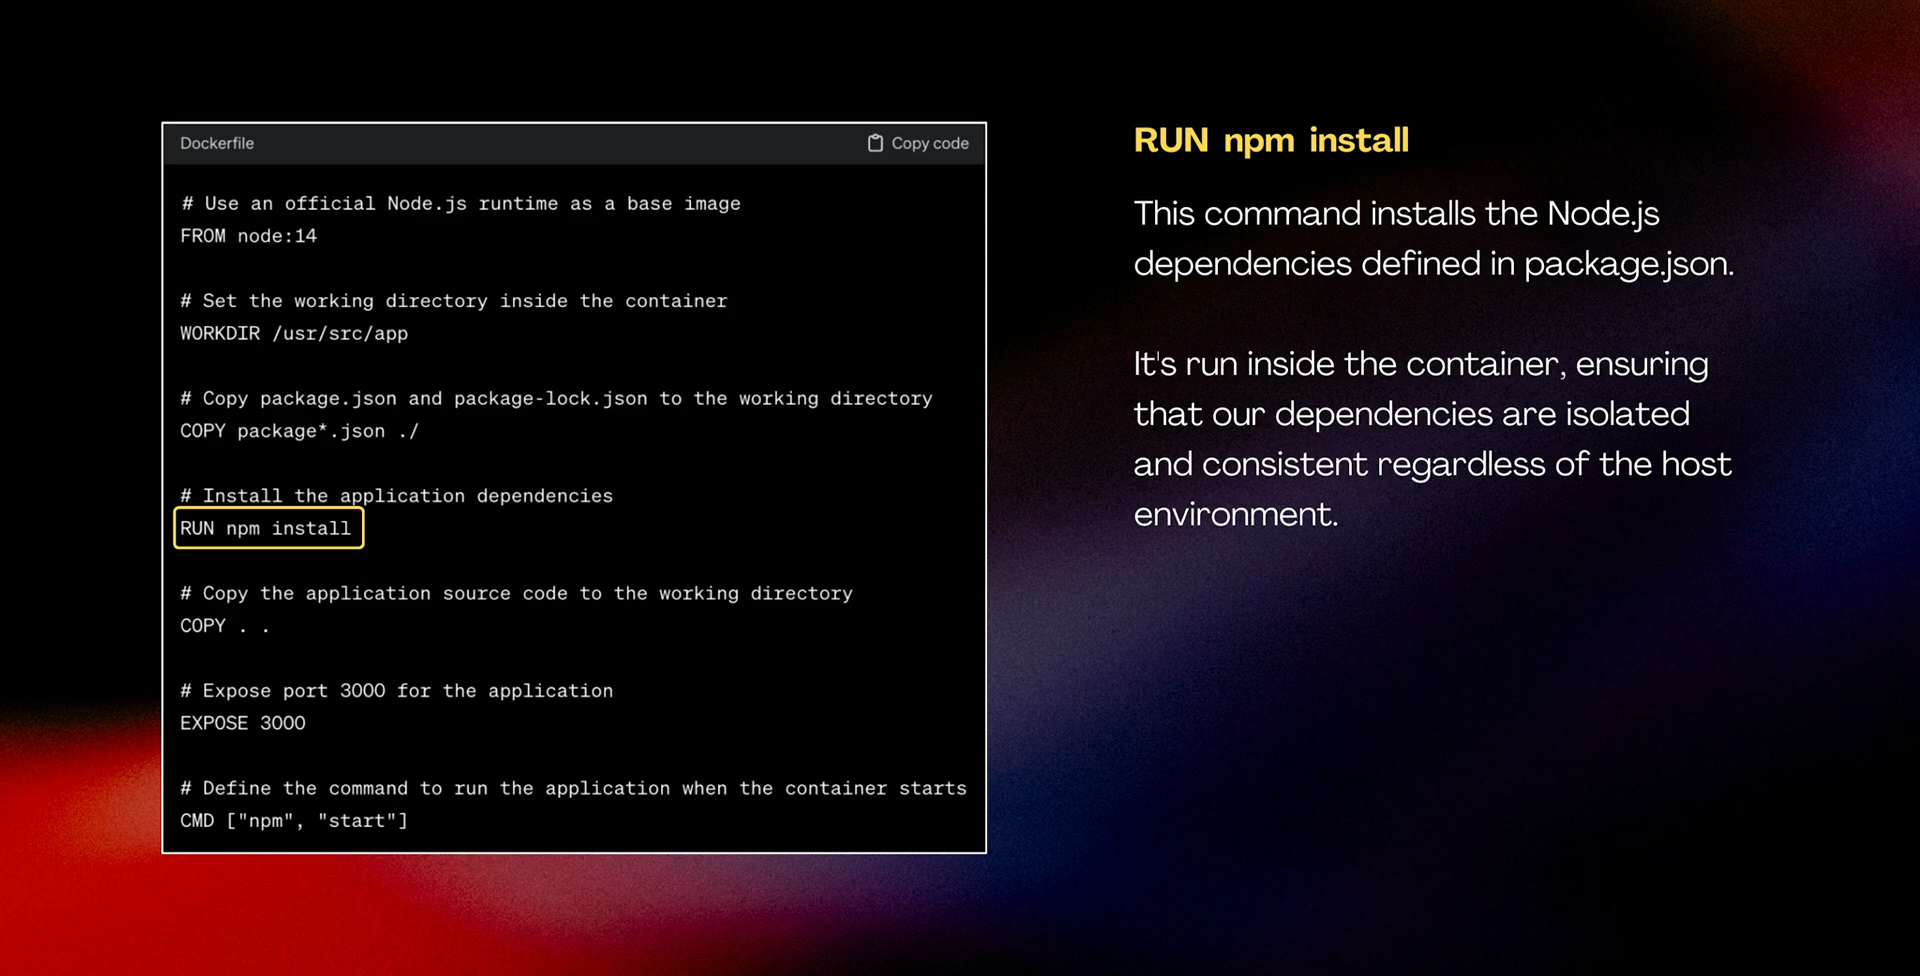 Dockerfile
Copy code
# Use an official Node.js runtime as a base image
FROM node:14
# Set the working directory inside the container
WORKDIR /usr/src/app
# Copy package.json and package-lock.json to the working directory
COPY package*.json ./
# Install the application dependencies
RUN npm install
# Copy the application source code to the working directory
COPY . .
# Expose port 3000 for the application
EXPOSE 3000
# Define the command to run the application when the container starts
CMD ["npm", "start"]
RUN npm install
This command installs the Node.js
dependencies defined in package.json.
It's run inside the container, ensuring
that our dependencies are isolated
and consistent regardless of the host
environment.